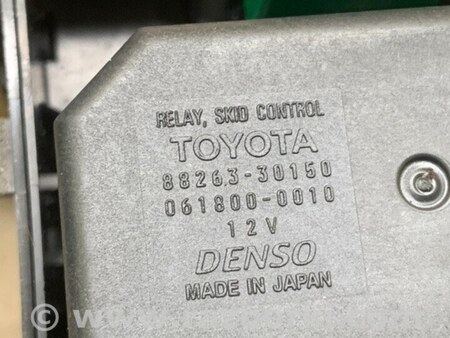 RELAY, SKID CONTROL
TOYOTA
88263-30150
061800-0010
12V
DENSO
MADE IN JAPAN